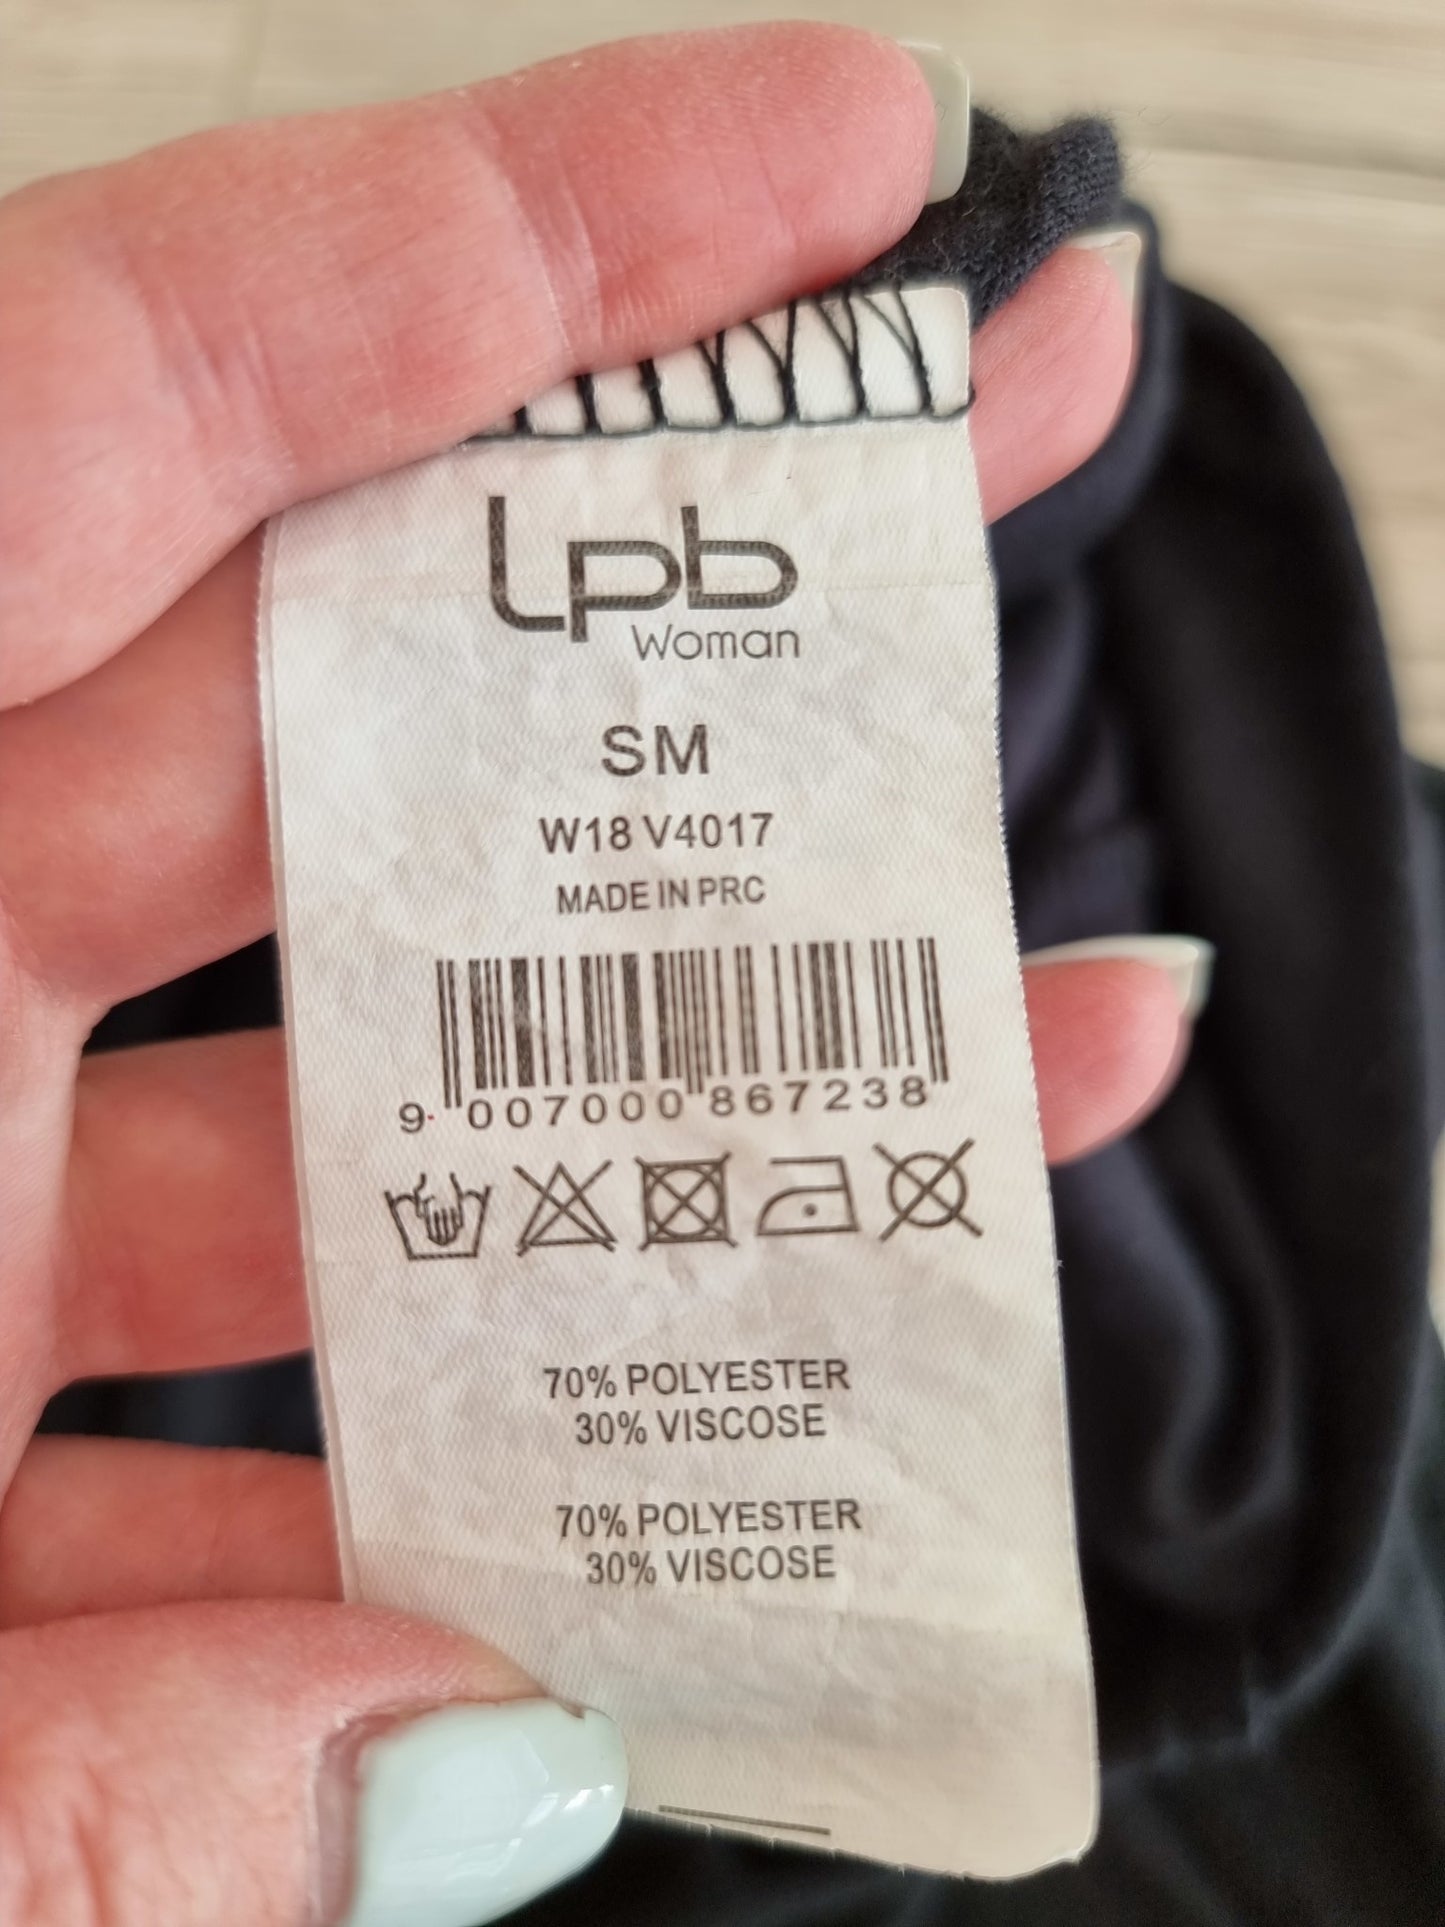 Lpb
Woman
SM
W18 V4017
MADE IN PRC
9 007000 867238
70% POLYESTER
30% VISCOSE
70% POLYESTER
30% VISCOSE